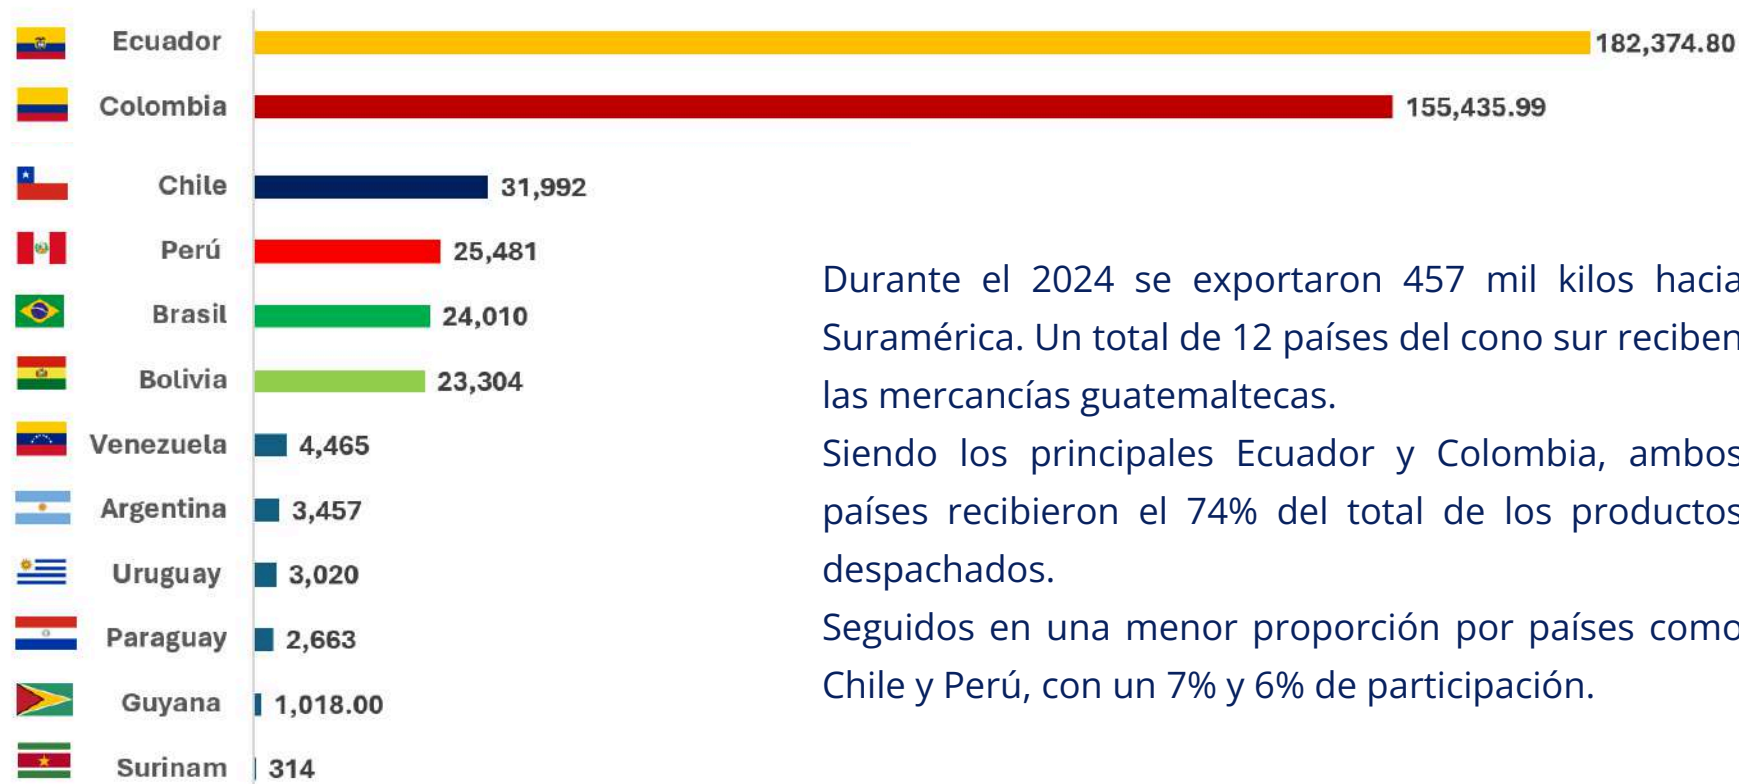 Ecuador 182,374.80
Colombia 155,435.99
Chile 31,992
Perú 25,481
Brasil 24,010
Bolivia 23,304
Venezuela 4,465
Argentina 3,457
Uruguay 3,020
Paraguay 2,663
Guyana 1,018.00
Surinam 314
Durante el 2024 se exportaron 457 mil kilos hacia
Suramérica. Un total de 12 países del cono sur reciben
las mercancías guatemaltecas.
Siendo los principales Ecuador y Colombia, ambos
países recibieron el 74% del total de los productos
despachados.
Seguidos en una menor proporción por países como
Chile y Perú, con un 7% y 6% de participación.